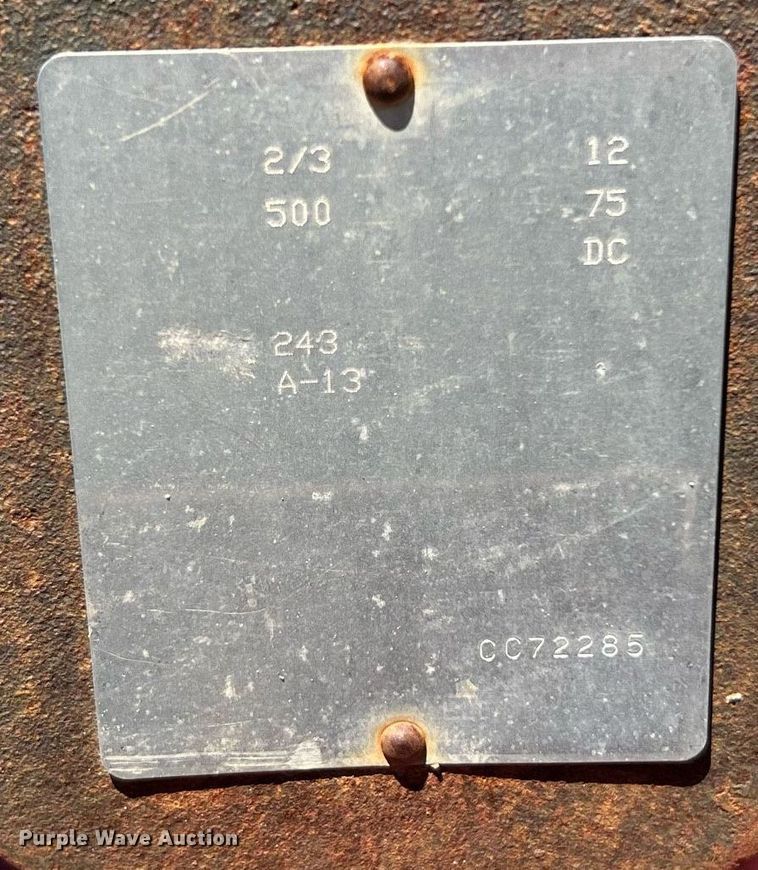 2/3 12
500 75
DC
243
A-13
CC72285
Purple Wave Auction